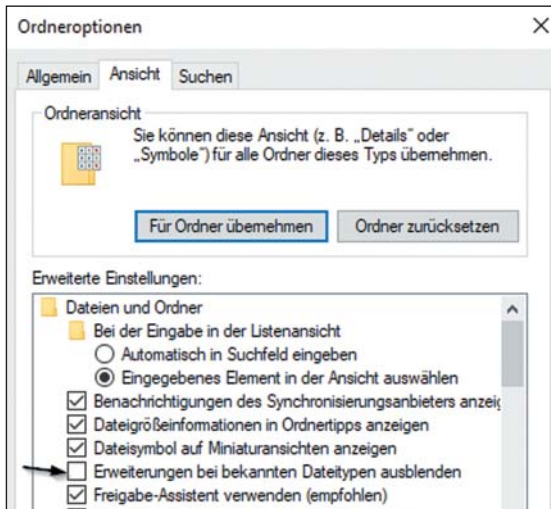 Ordneroptionen
Allgemein Ansicht Suchen
Ordneransicht
Sie können diese Ansicht (z. B. „Details" oder
„Symbole") für alle Ordner dieses Typs übernehmen.
Für Ordner übernehmen Ordner zurücksetzen
Erweiterte Einstellungen:
Dateien und Ordner
Bei der Eingabe in der Listenansicht
Automatisch in Suchfeld eingeben
Eingegebenes Element in der Ansicht auswählen
Benachrichtigungen des Synchronisierungsanbieters
Dateigrößeinformationen in Ordnertipps anzeigen
Dateisymbol auf Miniaturansichten anzeigen
Erweiterungen bei bekannten Dateitypen ausblenden
Freigabe-Assistent verwenden (empfohlen)